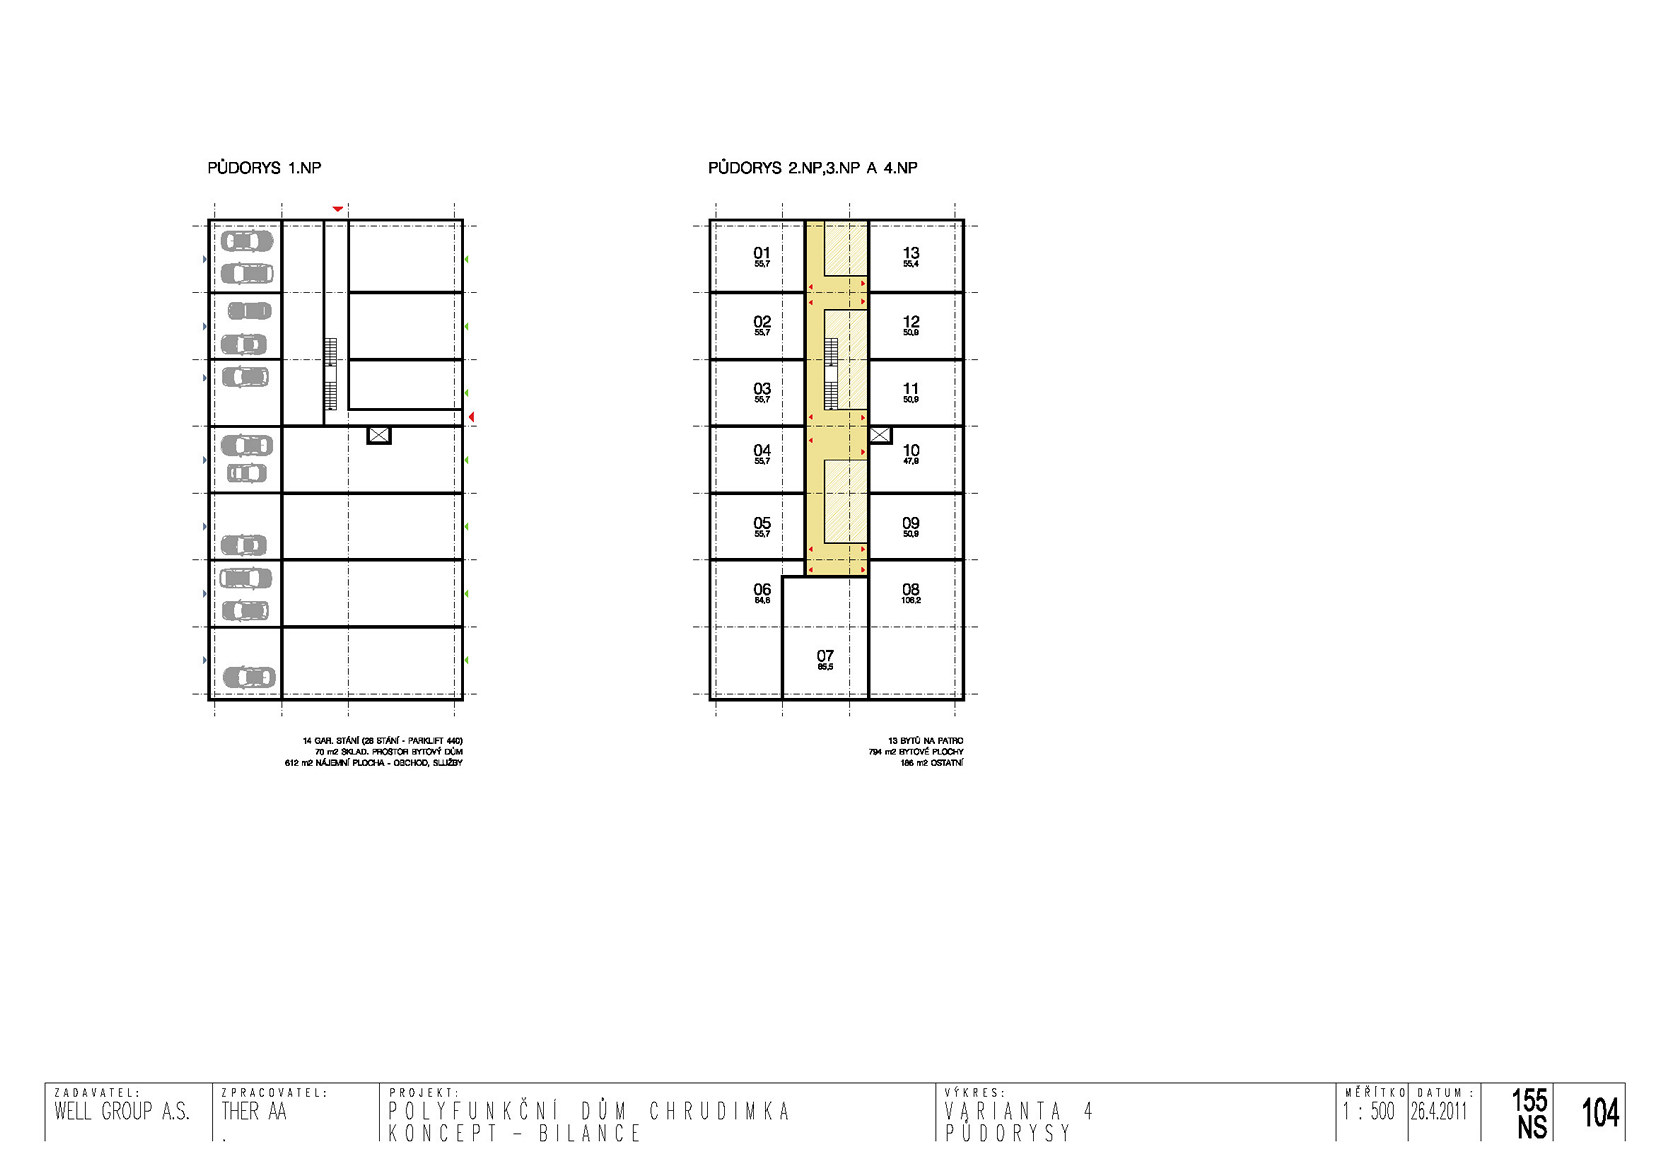 PŮDORYS 1.NP
PŮDORYS 2.NP,3.NP A 4.NP
01
55,7
13
55,4
02
55,7
12
50,9
03
55,7
11
50,9
04
55,7
10
47,9
05
55,7
09
50,9
06
64,6
08
106,2
07
85,5
14 GAR. STÁNÍ (28 STÁNÍ - PARKLIFT 440)
70 m2 SKLAD. PROSTOR BYTOVÝ DŮM
612 m2 NÁJEMNÍ PLOCHA - OBCHOD, SLUŽBY
13 BYTŮ NA PATRO
794 m2 BYTOVÉ PLOCHY
186 m2 OSTATNÍ
ZADAVATEL:
WELL GROUP A.S.
ZPRACOVATEL:
THER AA
.
PROJEKT:
POLYFUNKČNÍ DŮM CHRUDIMKA
KONCEPT - BILANCE
VÝKRES:
VARIANTA 4
PŮDORYSY
MĚŘÍTKO
1 : 500
DATUM :
26.4.2011
155
NS
104